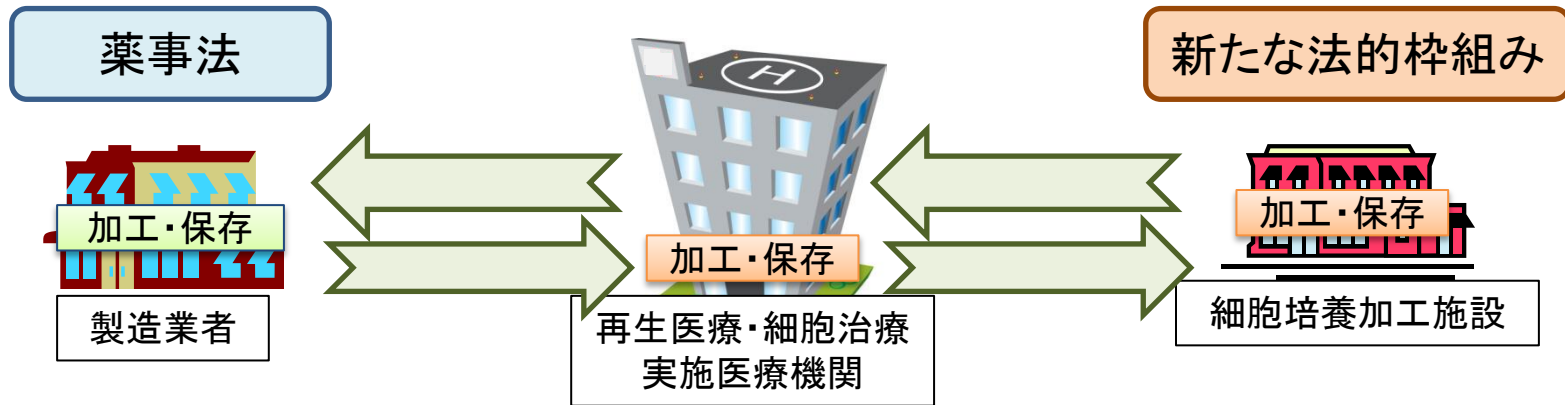 薬事法
新たな法的枠組み
H
加工・保存
加工・保存
加工・保存
製造業者
再生医療・細胞治療
実施医療機関
細胞培養加工施設